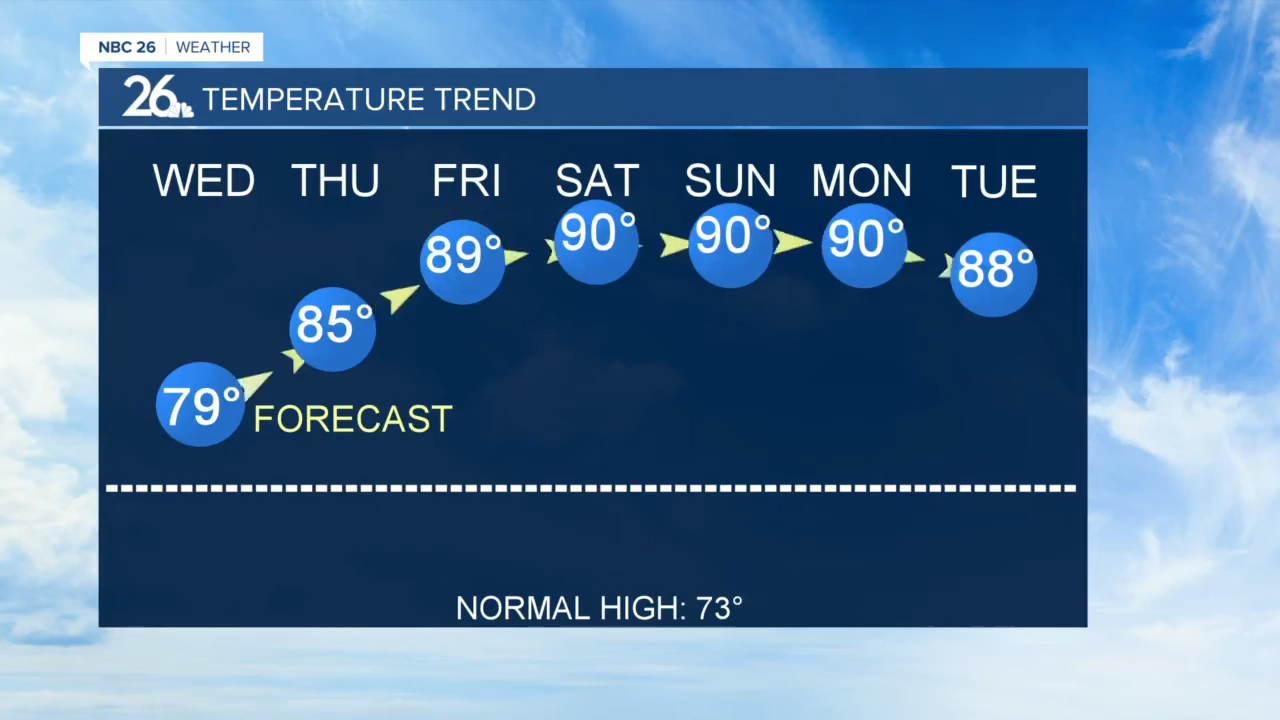 NBC 26 | WEATHER
26 TEMPERATURE TREND
WED THU FRI SAT SUN MON TUE
79° 85° 89° 90° 90° 90° 88°
FORECAST
NORMAL HIGH: 73°